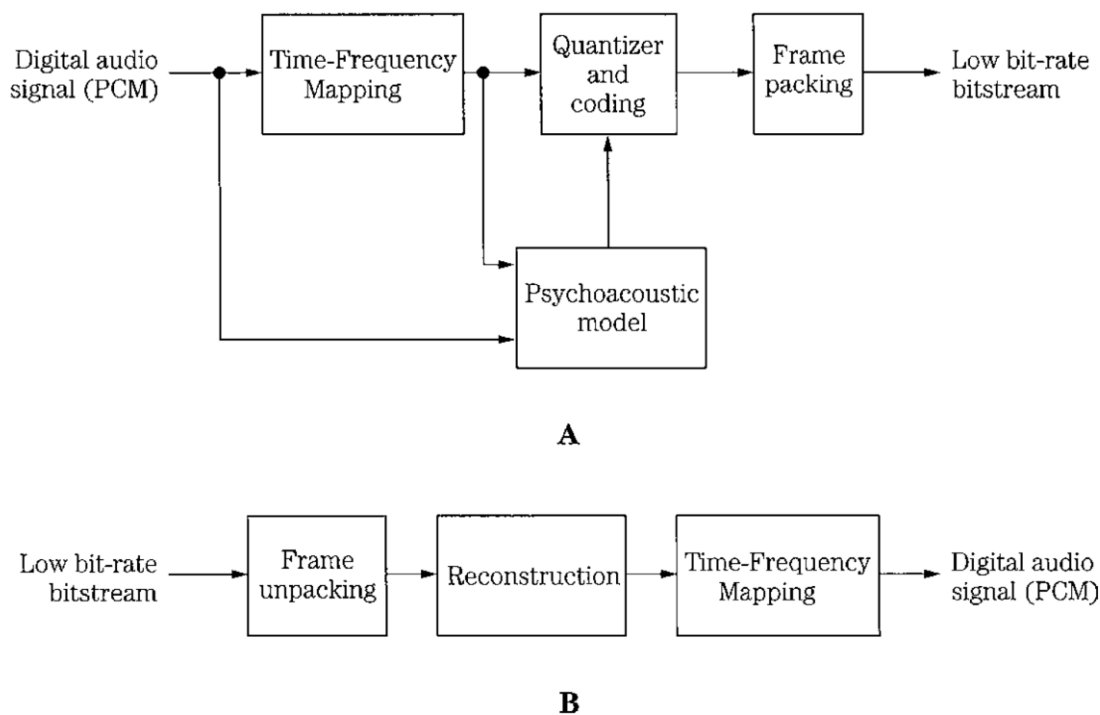 Digital audio
signal (PCM)
Time-Frequency
Mapping
Quantizer
and
coding
Frame
packing
Low bit-rate
bitstream
Psychoacoustic
model
A
Low bit-rate
bitstream
Frame
unpacking
Reconstruction
Time-Frequency
Mapping
Digital audio
signal (PCM)
B